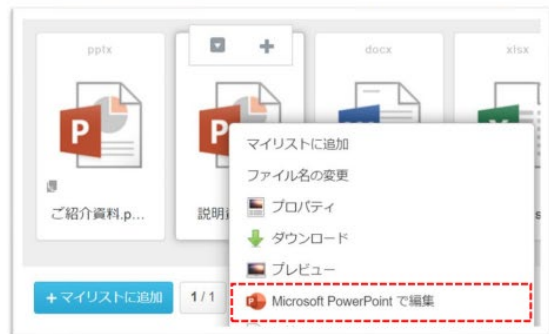 pptx
docx
xlsx
P
P
ご紹介資料.p...
説明
マイリストに追加
ファイル名の変更
プロパティ
ダウンロード
プレビュー
Microsoft PowerPoint で編集
+マイリストに追加
1 / 1